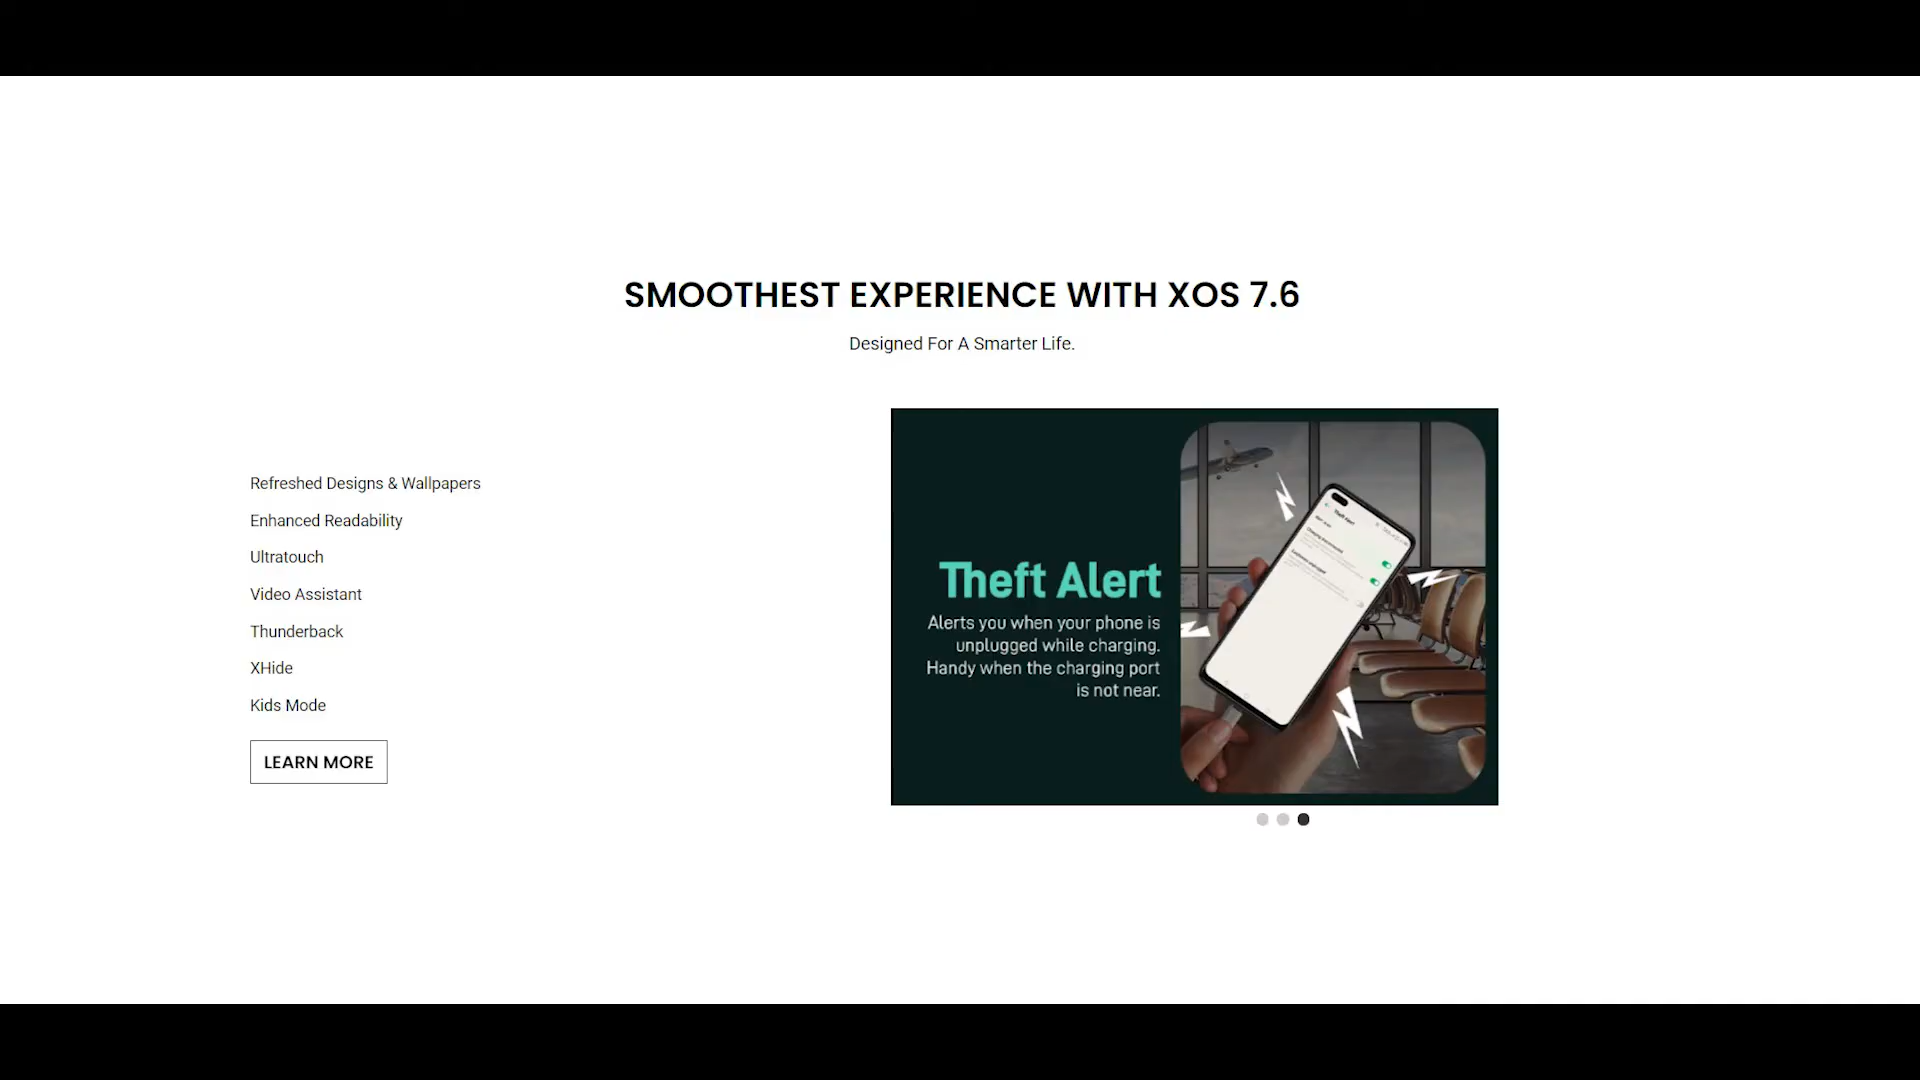 SMOOTHEST EXPERIENCE WITH XOS 7.6
Designed For A Smarter Life.
Refreshed Designs & Wallpapers
Enhanced Readability
Ultratouch
Video Assistant
Thunderback
XHide
Kids Mode
LEARN MORE
Theft Alert
Alerts you when your phone is
unplugged while charging.
Handy when the charging port
is not near.
Theft Alert